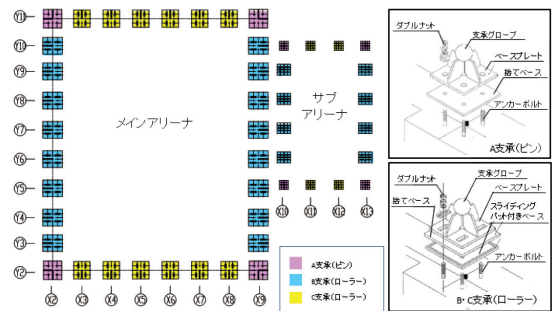 Y11
Y10
Y9
Y8
Y7
Y6
Y5
Y4
Y3
Y2
X2
X3
X4
X5
X6
X7
X8
X9
メインアリーナ
サブ
アリーナ
X10
X11
X12
X13
A支承(ピン)
B支承(ローラー)
C支承(ローラー)
ダブルナット
支承グローブ
ベースプレート
捨てベース
アンカーボルト
A支承(ピン)
ダブルナット
支承グローブ
ベースプレート
捨てベース
スライディング
パット付きベース
アンカーボルト
B・C支承(ローラー)